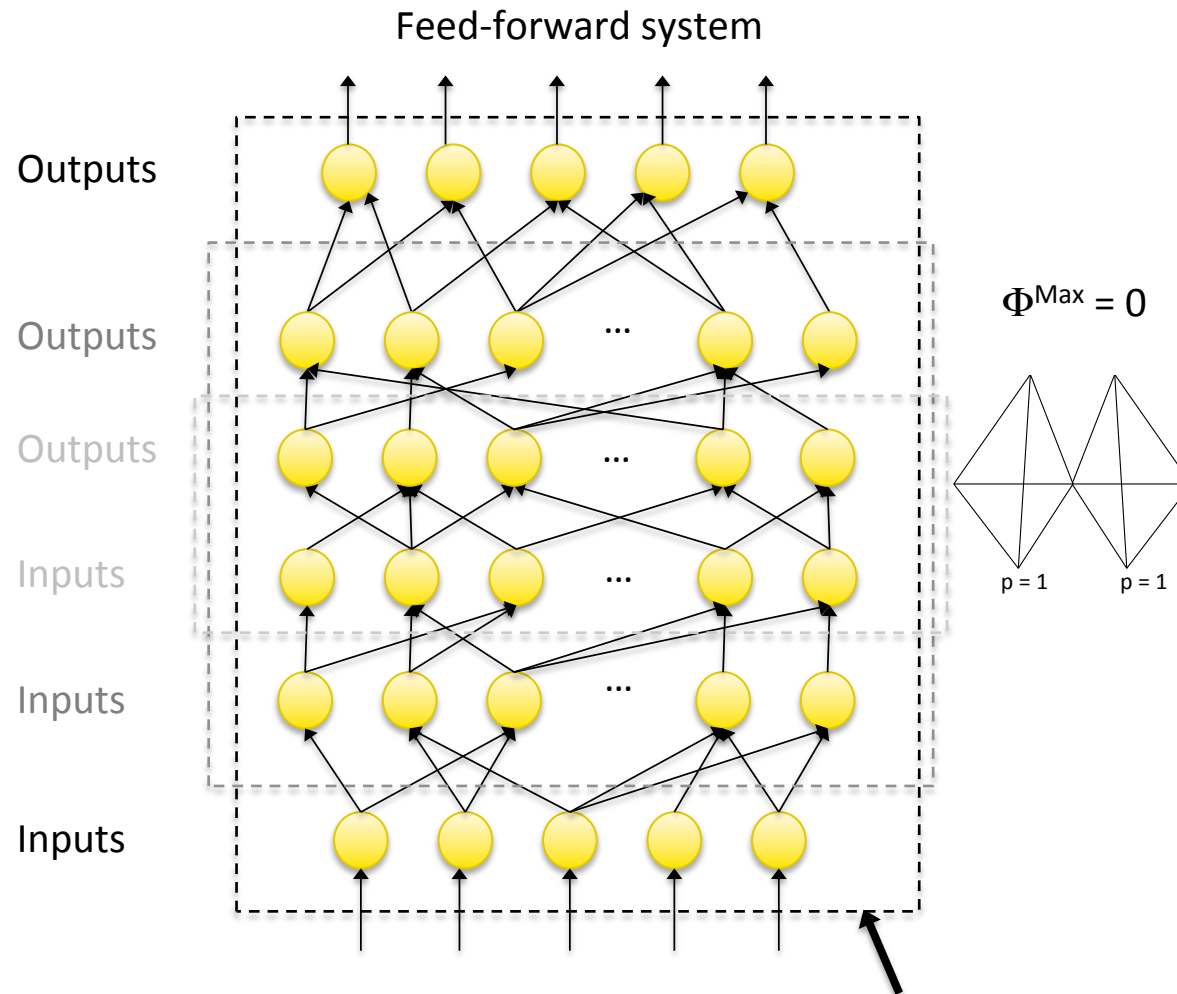 Feed-forward system
Outputs
Outputs
...
Φᴹᵃˣ = 0
Outputs
...
Inputs
...
p = 1 p = 1
Inputs
...
Inputs